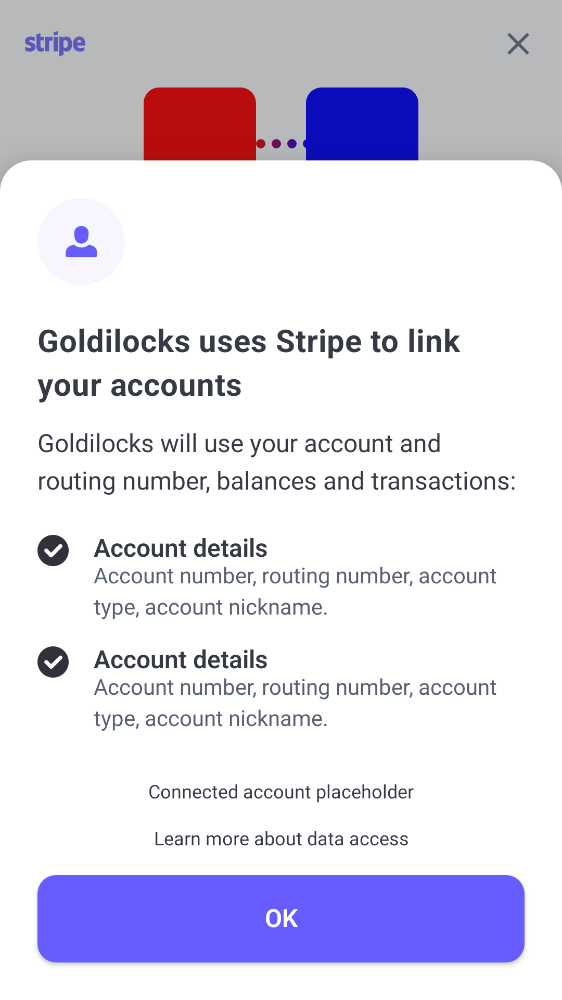 stripe
Goldilocks uses Stripe to link
your accounts
Goldilocks will use your account and
routing number, balances and transactions:
Account details
Account number, routing number, account
type, account nickname.
Account details
Account number, routing number, account
type, account nickname.
Connected account placeholder
Learn more about data access
OK